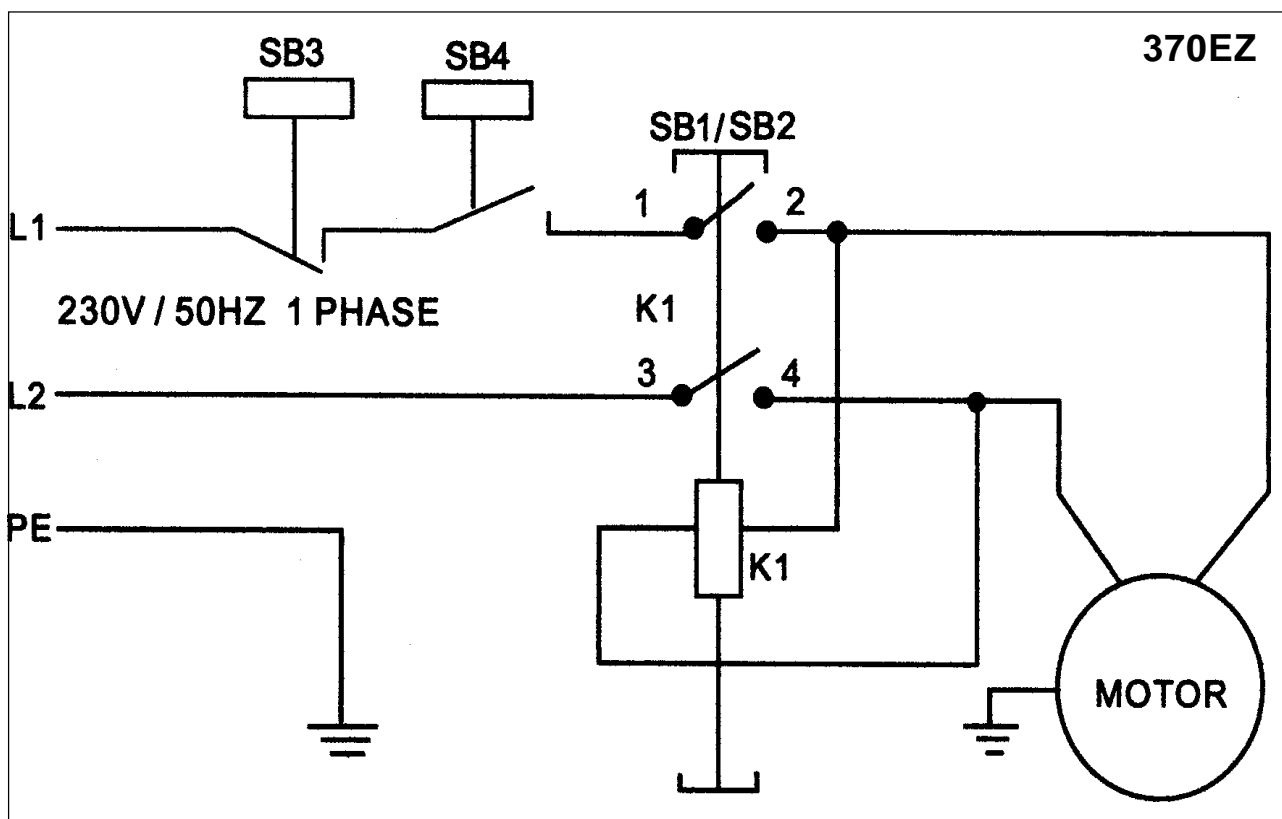 370EZ
SB3
SB4
SB1/SB2
L1
1
2
230V / 50HZ 1 PHASE
K1
L2
3
4
PE
K1
MOTOR